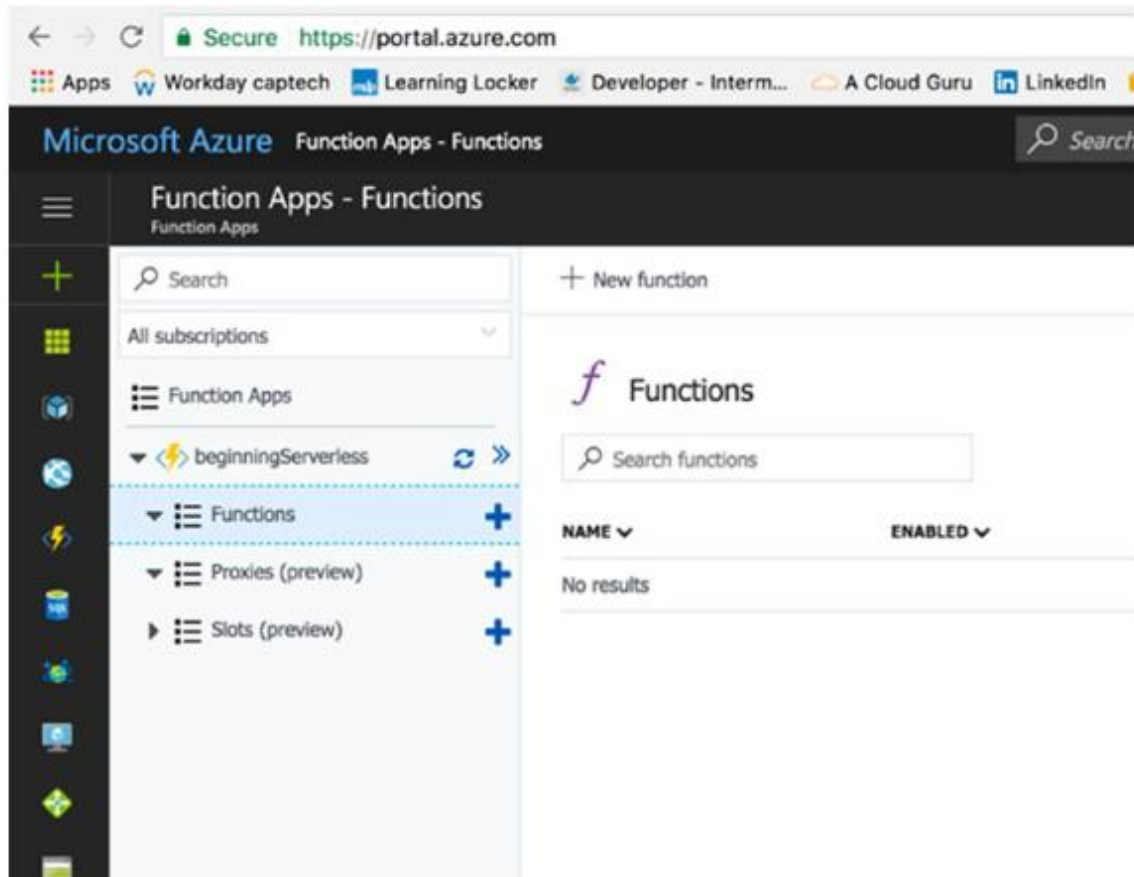 Secure https://portal.azure.com
Apps Workday captech Learning Locker Developer - Interm... A Cloud Guru LinkedIn
Microsoft Azure Function Apps - Functions Search
Function Apps - Functions
Function Apps
Search
New function
All subscriptions
Functions
Function Apps
Search functions
beginningServerless
Functions
NAME ENABLED
Proxies (preview)
No results
Slots (preview)
SQL